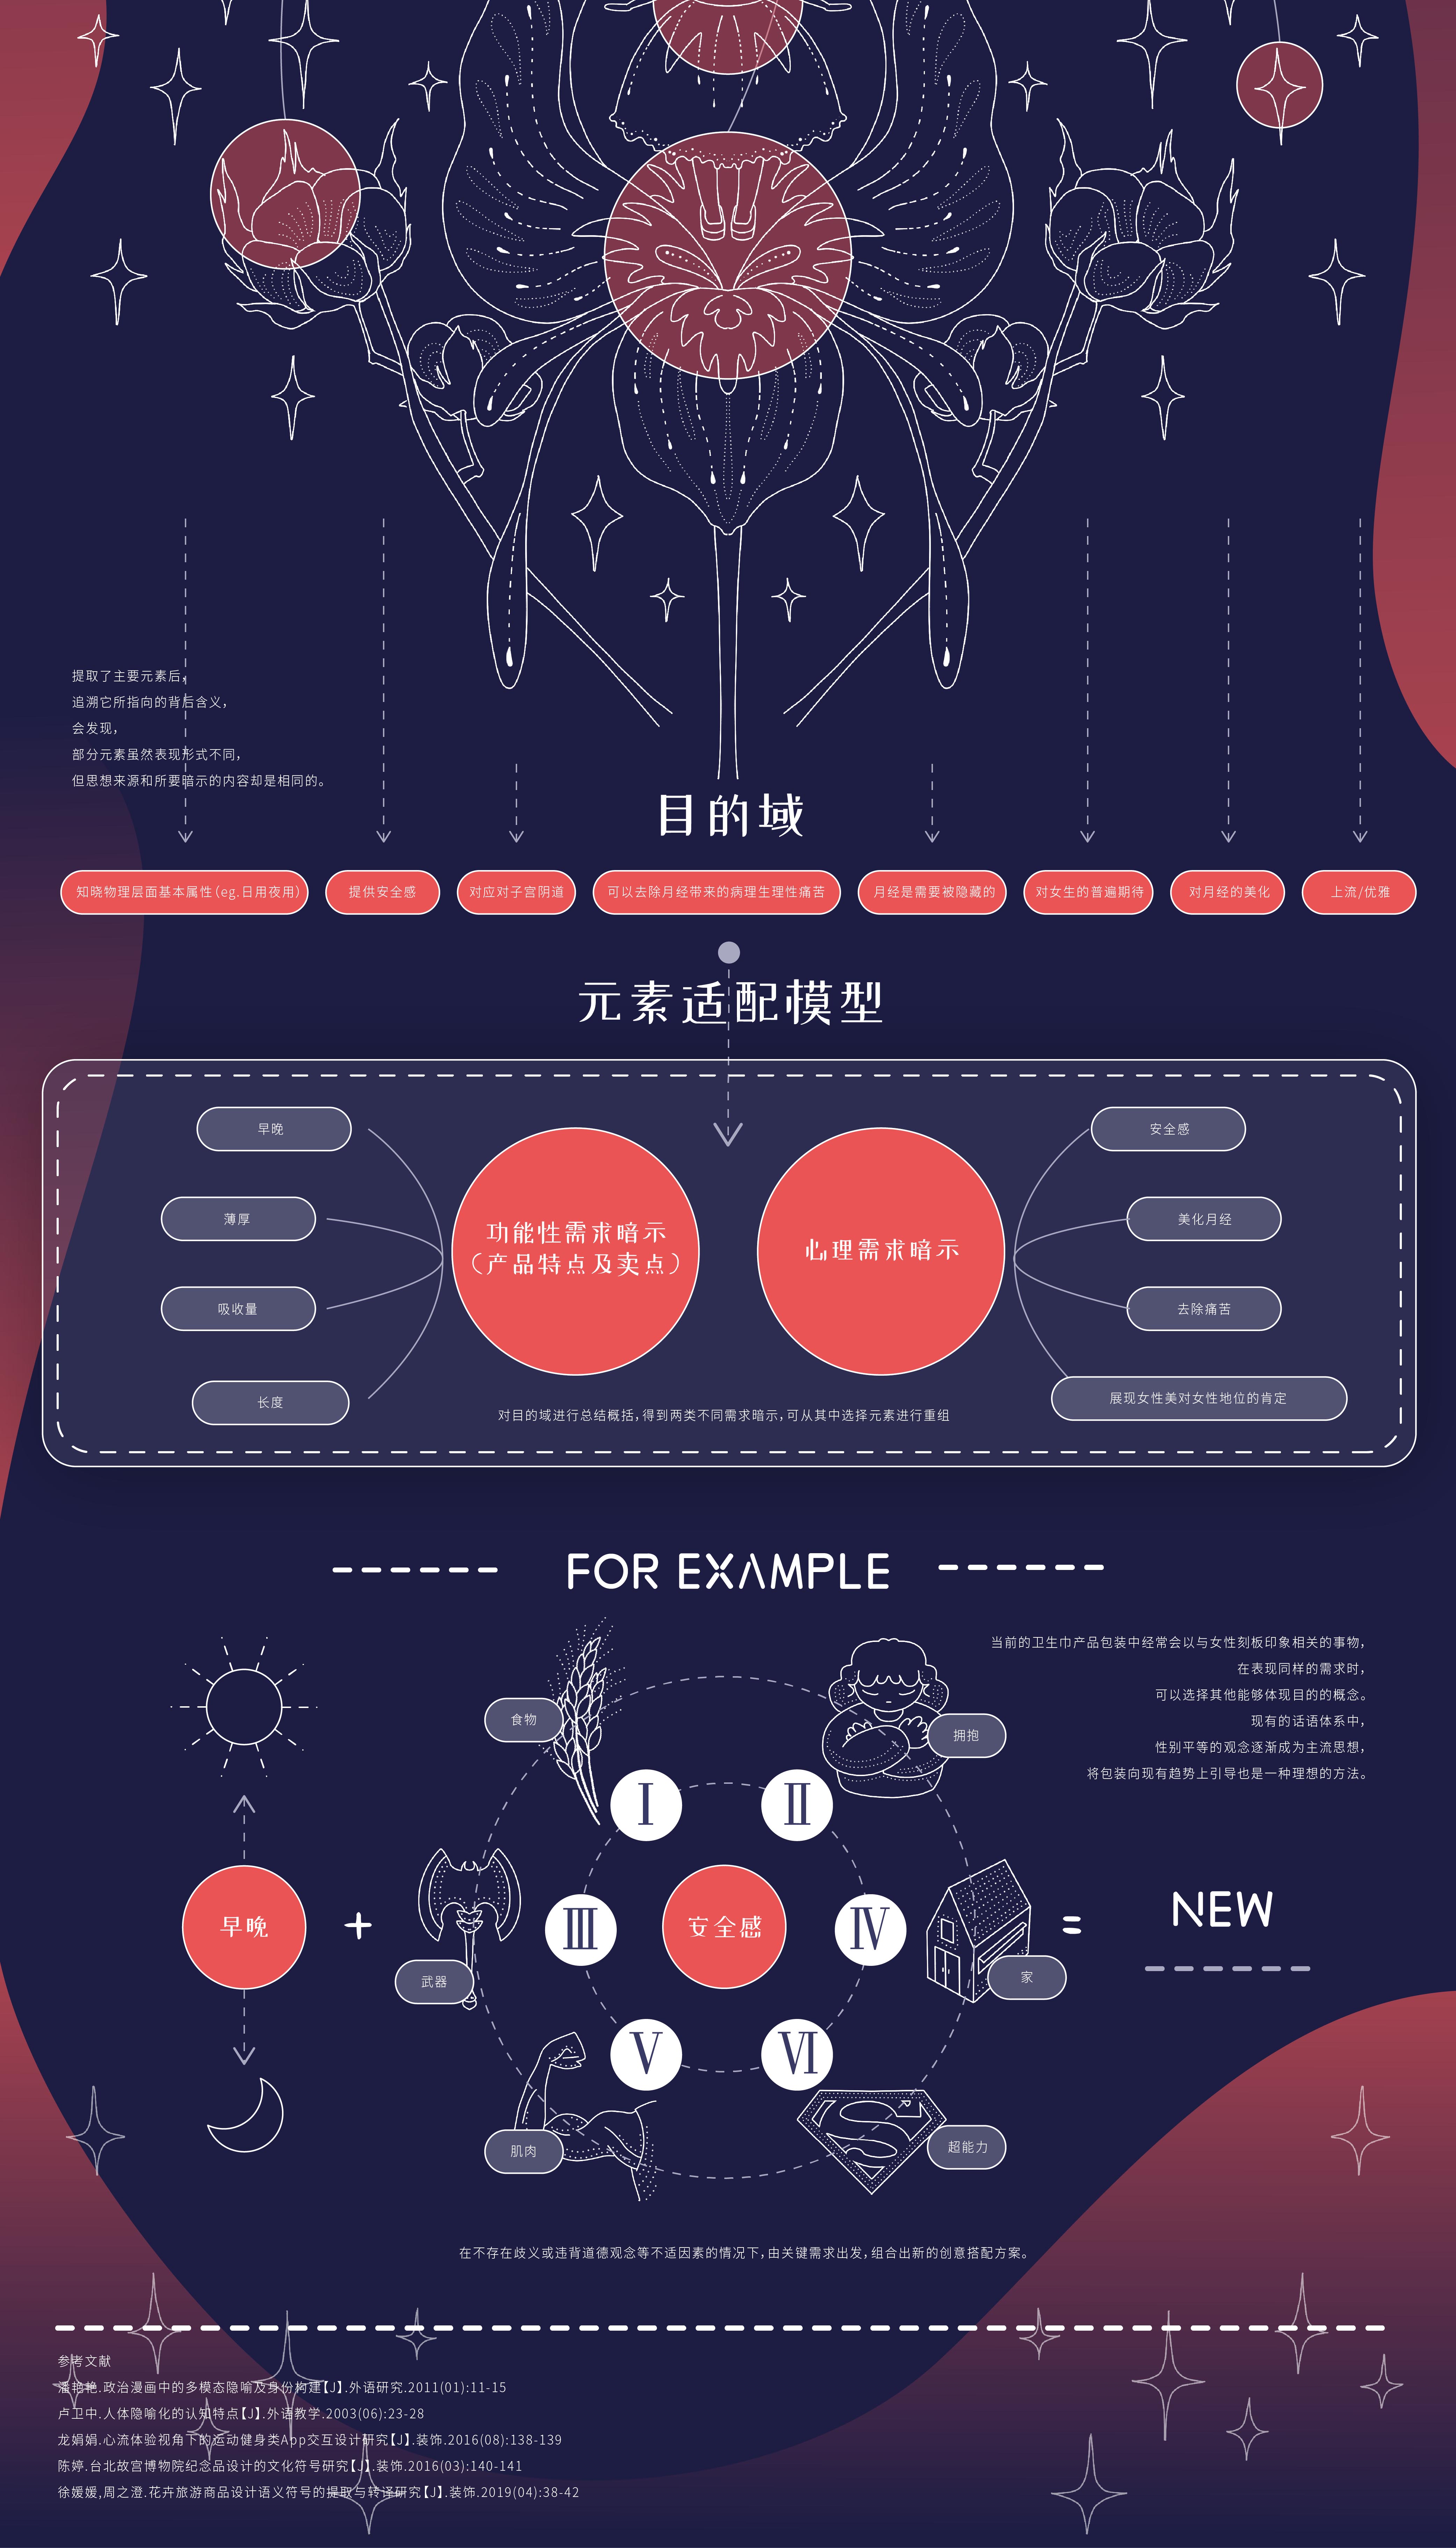 提取了主要元素后,
追溯它所指向的背后含义,
会发现,
部分元素虽然表现形式不同,
但思想来源和所要暗示的内容却是相同的。
目的域
知晓物理层面基本属性(eg.日用夜用)
提供安全感
对应对子宫阴道
可以去除月经带来的病理生理性痛苦
月经是需要被隐藏的
对女生的普遍期待
对月经的美化
上流/优雅
元素适配模型
早晚
薄厚
吸收量
长度
功能性需求暗示
(产品特点及卖点)
心理需求暗示
安全感
美化月经
去除痛苦
展现女性美对女性地位的肯定
对目的域进行总结概括,得到两类不同需求暗示,可从其中选择元素进行重组
FOR EXAMPLE
当前的卫生巾产品包装中经常会以与女性刻板印象相关的事物,
在表现同样的需求时,
可以选择其他能够体现目的的概念。
现有的话语体系中,
性别平等的观念逐渐成为主流思想,
将包装向现有趋势上引导也是一种理想的方法。
食物
拥抱
Ⅰ
Ⅱ
早晚
+
武器
Ⅲ
安全感
Ⅳ
家
=
NEW
Ⅴ
Ⅵ
肌肉
超能力
在不存在歧义或违背道德观念等不适因素的情况下,由关键需求出发,组合出新的创意搭配方案。
参考文献
潘艳艳.政治漫画中的多模态隐喻及身份构建【J】.外语研究.2011(01):11-15
卢卫中.人体隐喻化的认知特点【J】.外语教学.2003(06):23-28
龙娟娟.心流体验视角下的运动健身类App交互设计研究【J】.装饰.2016(08):138-139
陈婷.台北故宫博物院纪念品设计的文化符号研究【J】.装饰.2016(03):140-141
徐媛媛,周之澄.花卉旅游商品设计语义符号的提取与转译研究【J】.装饰.2019(04):38-42